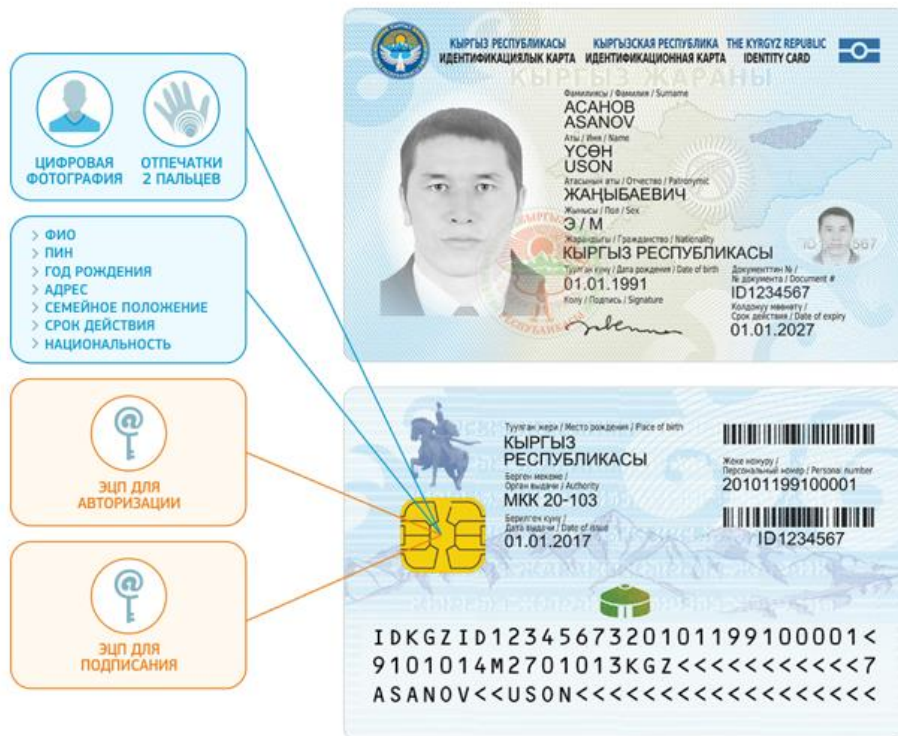 ЦИФРОВАЯ
ФОТОГРАФИЯ
ОТПЕЧАТКИ
2 ПАЛЬЦЕВ
> ФИО
> ПИН
> ГОД РОЖДЕНИЯ
> АДРЕС
> СЕМЕЙНОЕ ПОЛОЖЕНИЕ
> СРОК ДЕЙСТВИЯ
> НАЦИОНАЛЬНОСТЬ
ЭЦП ДЛЯ
АВТОРИЗАЦИИ
ЭЦП ДЛЯ
ПОДПИСАНИЯ
КЫРГЫЗ РЕСПУБЛИКАСЫ
ИДЕНТИФИКАЦИЯЛЫК КАРТА
КЫРГЫЗСКАЯ РЕСПУБЛИКА
ИДЕНТИФИКАЦИОННАЯ КАРТА
THE KYRGYZ REPUBLIC
IDENTITY CARD
КЫРГЫЗ ЖАРАНЫ
Фамилиясы / Фамилия / Surname
АСАНОВ
ASANOV
Аты / Имя / Name
ҮСӨН
USON
Атасынын аты / Отчество / Patronymic
ЖАҢЫБАЕВИЧ
Жынысы / Пол / Sex
Э / М
Жарандыгы / Гражданство / Nationality
КЫРГЫЗ РЕСПУБЛИКАСЫ
Туулган күнү / Дата рождения / Date of birth
01.01.1991
Колу / Подпись / Signature
Документтин № /
№ документа / Document #
ID1234567
Колдонуу мөөнөтү /
Срок действия / Date of expiry
01.01.2027
Туулган жери / Место рождения / Place of birth
КЫРГЫЗ
РЕСПУБЛИКАСЫ
Берген мекеме /
Орган выдачи / Authority
МКК 20-103
Берилген күнү /
Дата выдачи / Date of issue
01.01.2017
Жеке номуру /
Персональный номер / Personal number
20101199100001
ID1234567
IDKGZID123456732010119910​0001<
9101014M2701013KGZ<<<<<<<<<<<7
ASANOV<<USON<<<<<<<<<<<<<<<<<<